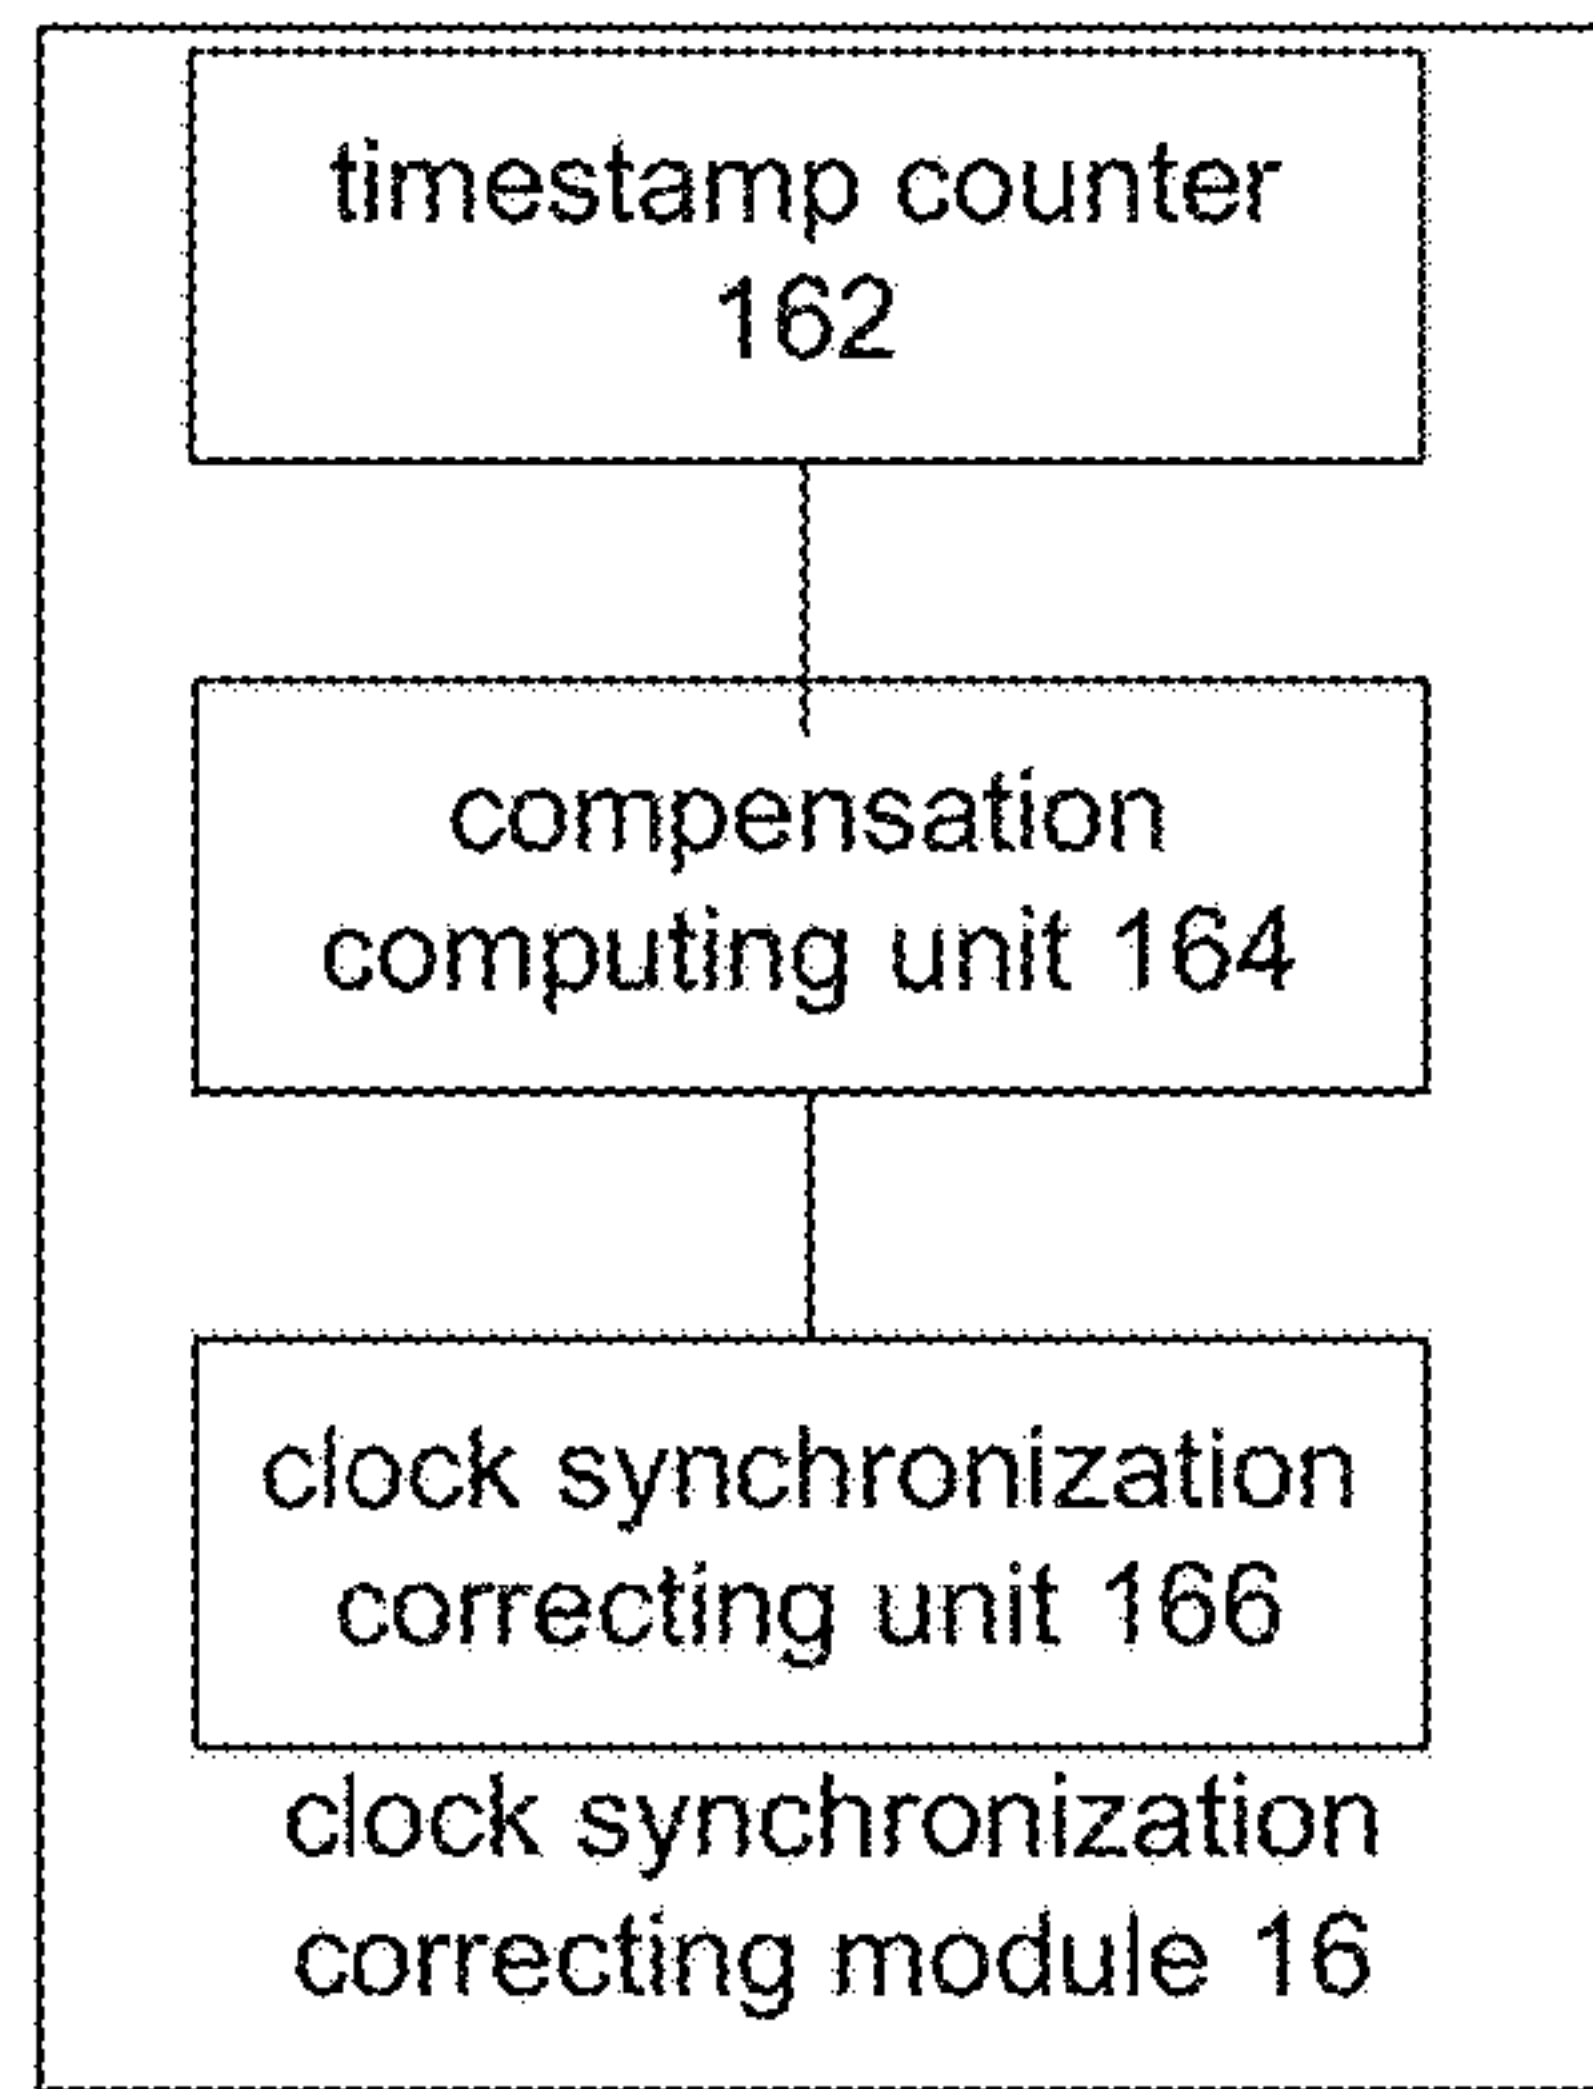 timestamp counter
162
compensation
computing unit 164
clock synchronization
correcting unit 166
clock synchronization
correcting module 16